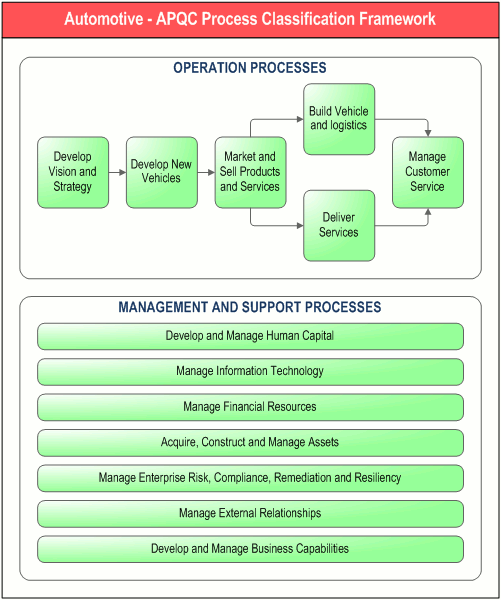 Automotive - APQC Process Classification Framework
OPERATION PROCESSES
Develop
Vision and
Strategy
Develop New
Vehicles
Market and
Sell Products
and Services
Build Vehicle
and logistics
Deliver
Services
Manage
Customer
Service
MANAGEMENT AND SUPPORT PROCESSES
Develop and Manage Human Capital
Manage Information Technology
Manage Financial Resources
Acquire, Construct and Manage Assets
Manage Enterprise Risk, Compliance, Remediation and Resiliency
Manage External Relationships
Develop and Manage Business Capabilities